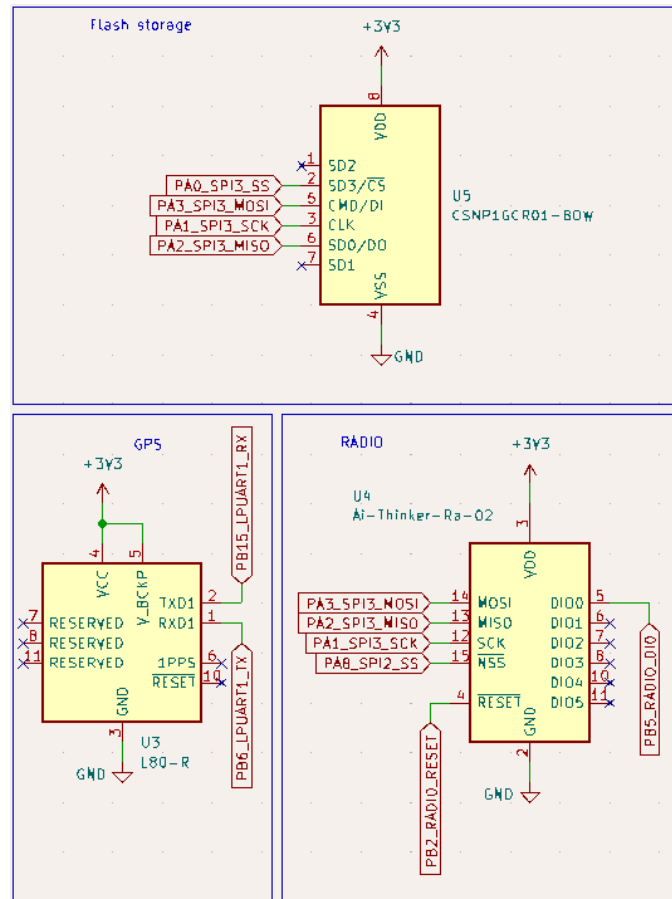 Flash storage
+3V3
8
VDD
1
SD2
PA0_SPI3_SS
2
SD3/CS
PA3_SPI3_MOSI
5
CMD/DI
PA1_SPI3_SCK
3
CLK
PA2_SPI3_MISO
6
SD0/DO
7
SD1
VSS
4
GND
U5
CSNP1GCR01-BOW
GPS
+3V3
4
5
VCC
V_BCKP
7
RESERVED
8
RESERVED
11
RESERVED
TXD1
2
RXD1
1
1PPS
6
RESET
10
GND
3
GND
U3
L80-R
PB15_LPUART1_RX
PB6_LPUART1_TX
RADIO
+3V3
U4
Ai-Thinker-Ra-02
3
VDD
PA3_SPI3_MOSI
14
MOSI
PA2_SPI3_MISO
13
MISO
PA1_SPI3_SCK
12
SCK
PA8_SPI2_SS
15
NSS
4
RESET
PB2_RADIO_RESET
DIO0
5
DIO1
6
DIO2
7
DIO3
8
DIO4
10
DIO5
11
PB5_RADIO_DIO
GND
2
GND